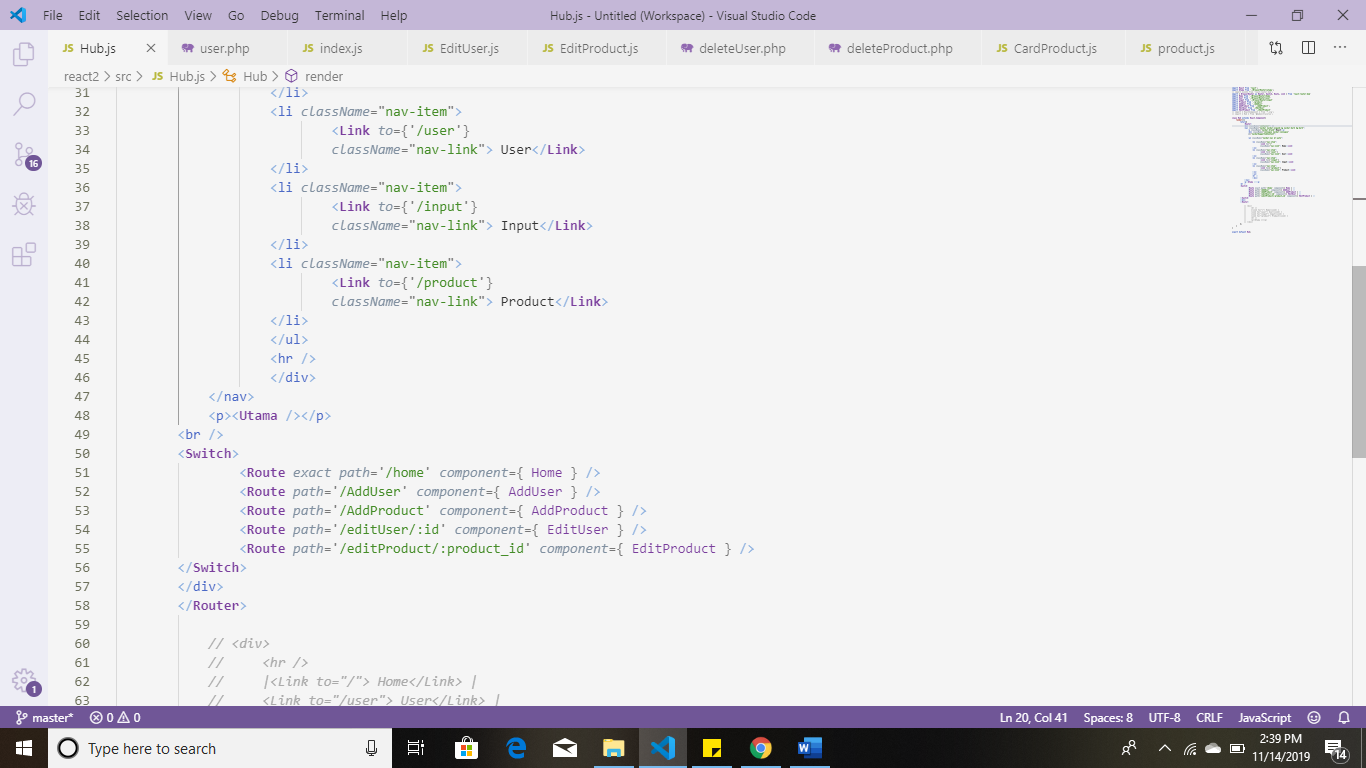 File Edit Selection View Go Debug Terminal Help Hub.js - Untitled (Workspace) - Visual Studio Code
JS Hub.js user.php JS index.js JS EditUser.js JS EditProduct.js deleteUser.php deleteProduct.php JS CardProduct.js JS product.js
react2 > src > JS Hub.js > Hub > render
31 </li>
32 <li className="nav-item">
33 <Link to={'/user'}
34 className="nav-link"> User</Link>
35 </li>
36 <li className="nav-item">
37 <Link to={'/input'}
38 className="nav-link"> Input</Link>
39 </li>
40 <li className="nav-item">
41 <Link to={'/product'}
42 className="nav-link"> Product</Link>
43 </li>
44 </ul>
45 <hr />
46 </div>
47 </nav>
48 <p><Utama /></p>
49 <br />
50 <Switch>
51 <Route exact path='/home' component={ Home } />
52 <Route path='/AddUser' component={ AddUser } />
53 <Route path='/AddProduct' component={ AddProduct } />
54 <Route path='/editUser/:id' component={ EditUser } />
55 <Route path='/editProduct/:product_id' component={ EditProduct } />
56 </Switch>
57 </div>
58 </Router>
59
60 // <div>
61 // <hr />
62 // |<Link to="/"> Home</Link> |
63 // <Link to="/user"> User</Link> |
16
1
master* 0 0 Ln 20, Col 41 Spaces: 8 UTF-8 CRLF JavaScript
Type here to search
2:39 PM
11/14/2019
14